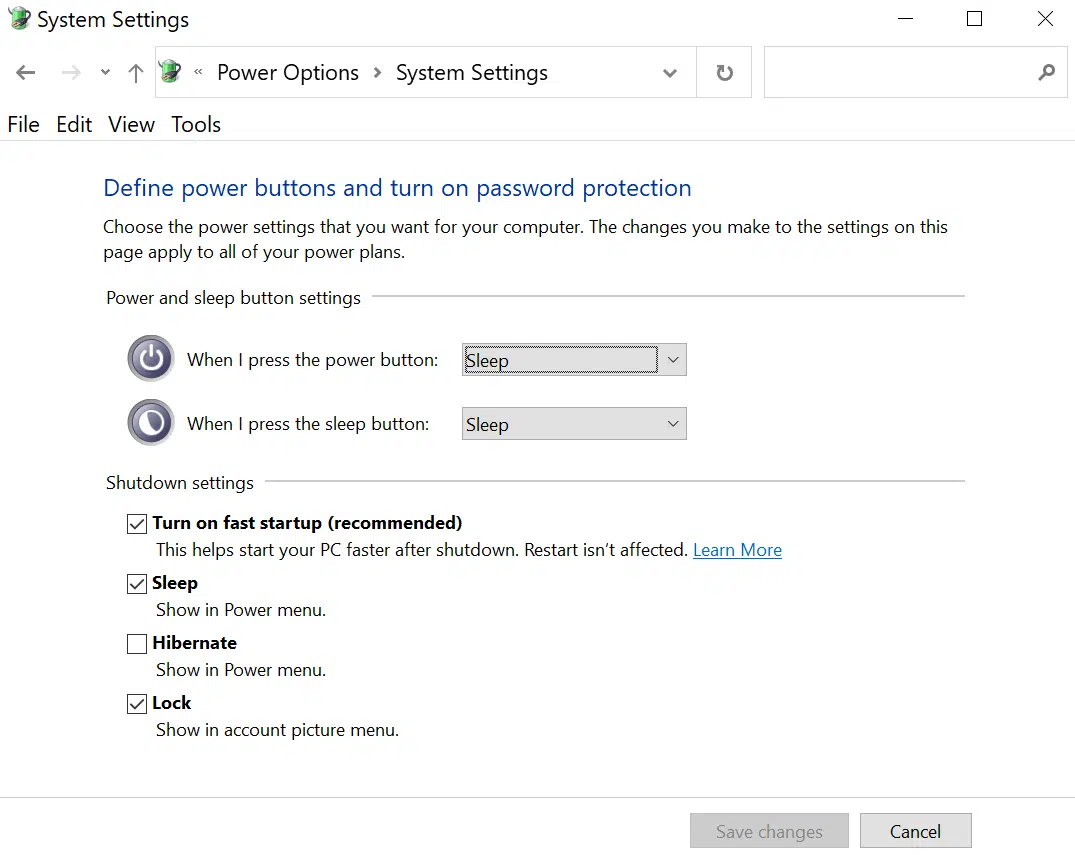 System Settings
« Power Options > System Settings
File Edit View Tools
Define power buttons and turn on password protection
Choose the power settings that you want for your computer. The changes you make to the settings on this
page apply to all of your power plans.
Power and sleep button settings
When I press the power button: Sleep
When I press the sleep button: Sleep
Shutdown settings
Turn on fast startup (recommended)
This helps start your PC faster after shutdown. Restart isn't affected. Learn More
Sleep
Show in Power menu.
Hibernate
Show in Power menu.
Lock
Show in account picture menu.
Save changes Cancel